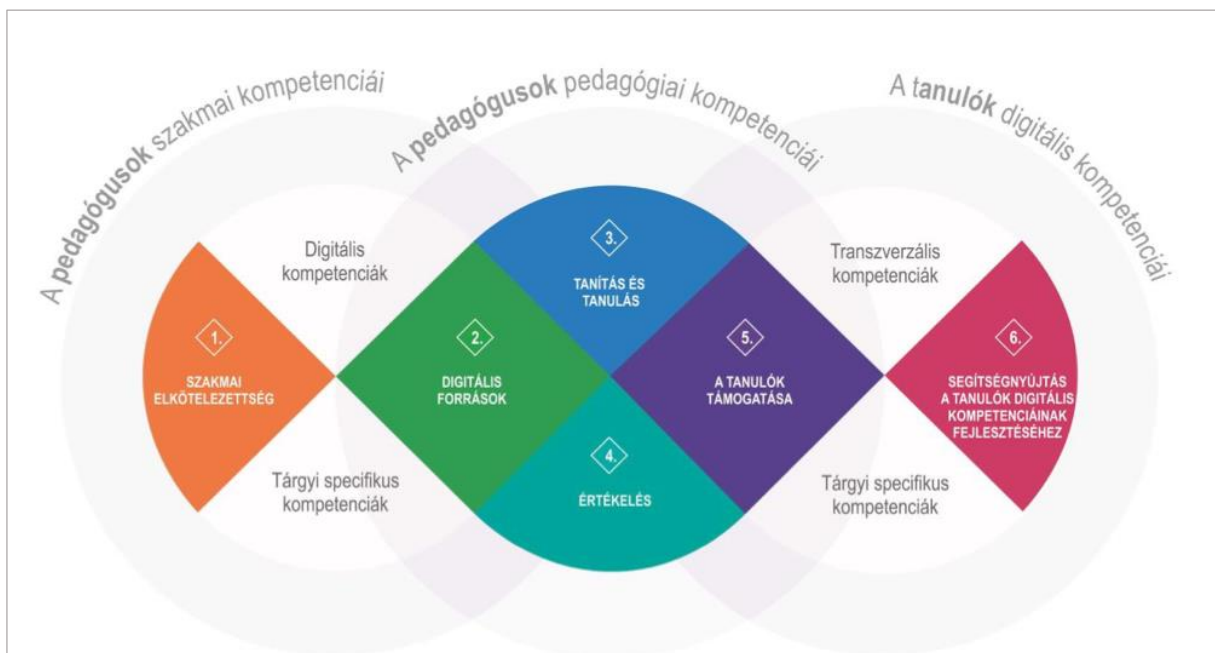 A pedagógusok szakmai kompetenciái
A pedagógusok pedagógiai kompetenciái
A tanulók digitális kompetenciái
Digitális
kompetenciák
3.
TANÍTÁS ÉS
TANULÁS
Transzverzális
kompetenciák
1.
SZAKMAI
ELKÖTELEZETTSÉG
2.
DIGITÁLIS
FORRÁSOK
5.
A TANULÓK
TÁMOGATÁSA
6.
SEGÍTSÉGNYÚJTÁS
A TANULÓK DIGITÁLIS
KOMPETENCIÁINAK
FEJLESZTÉSÉHEZ
Tárgyi specifikus
kompetenciák
4.
ÉRTÉKELÉS
Tárgyi specifikus
kompetenciák